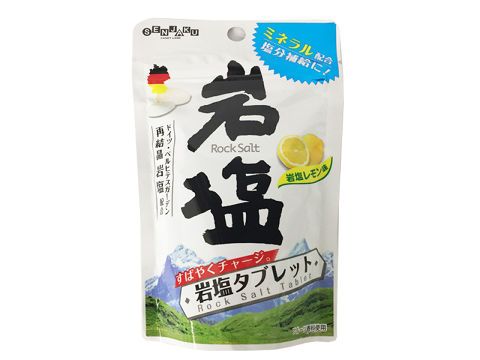 SENJAKU
ミネラル配合
塩分補給に!
岩塩
Rock Salt
ドイツ・ベルヒテスガーデン
再結晶岩塩配合
岩塩レモン味
すばやくチャージ。
岩塩タブレット
Rock Salt Tablet